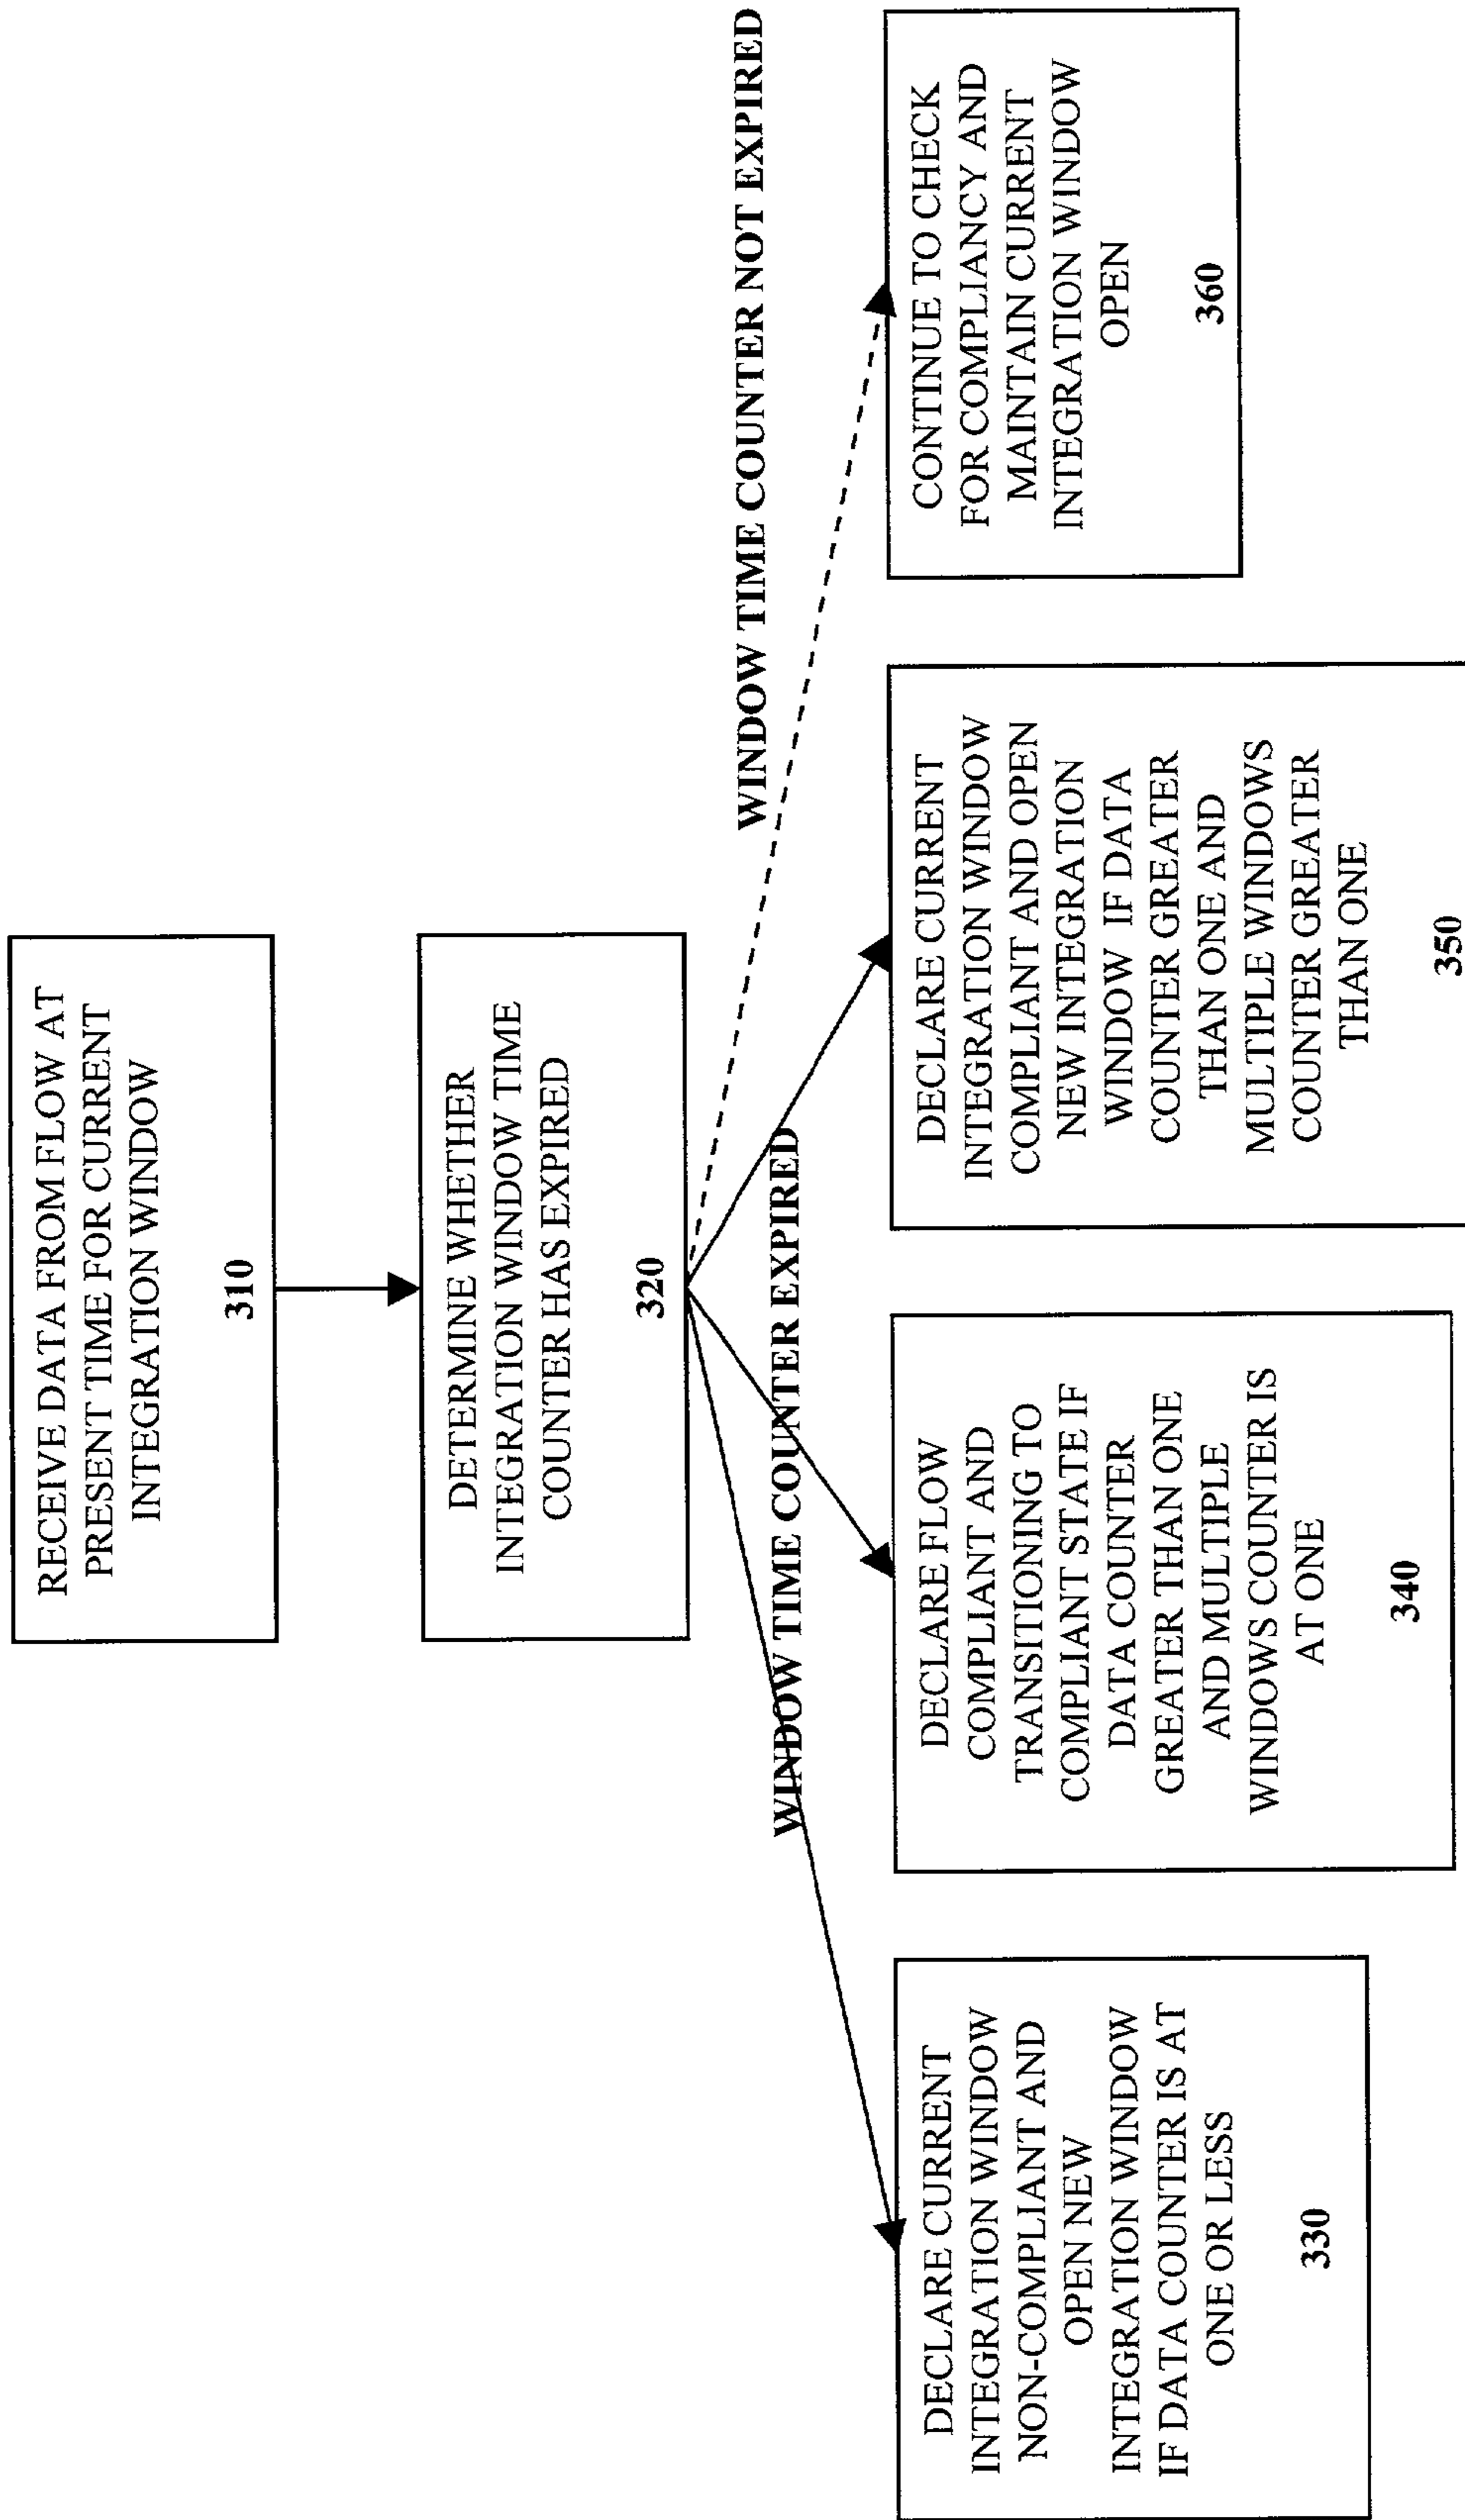 RECEIVE DATA FROM FLOW AT
PRESENT TIME FOR CURRENT
INTEGRATION WINDOW
310
DETERMINE WHETHER
INTEGRATION WINDOW TIME
COUNTER HAS EXPIRED
320
WINDOW TIME COUNTER NOT EXPIRED
WINDOW TIME COUNTER EXPIRED
DECLARE CURRENT
INTEGRATION WINDOW
NON-COMPLIANT AND
OPEN NEW
INTEGRATION WINDOW
IF DATA COUNTER IS AT
ONE OR LESS
330
DECLARE FLOW
COMPLIANT AND
TRANSITIONING TO
COMPLIANT STATE IF
DATA COUNTER
GREATER THAN ONE
AND MULTIPLE
WINDOWS COUNTER IS
AT ONE
340
DECLARE CURRENT
INTEGRATION WINDOW
COMPLIANT AND OPEN
NEW INTEGRATION
WINDOW IF DATA
COUNTER GREATER
THAN ONE AND
MULTIPLE WINDOWS
COUNTER GREATER
THAN ONE
350
CONTINUE TO CHECK
FOR COMPLIANCY AND
MAINTAIN CURRENT
INTEGRATION WINDOW
OPEN
360